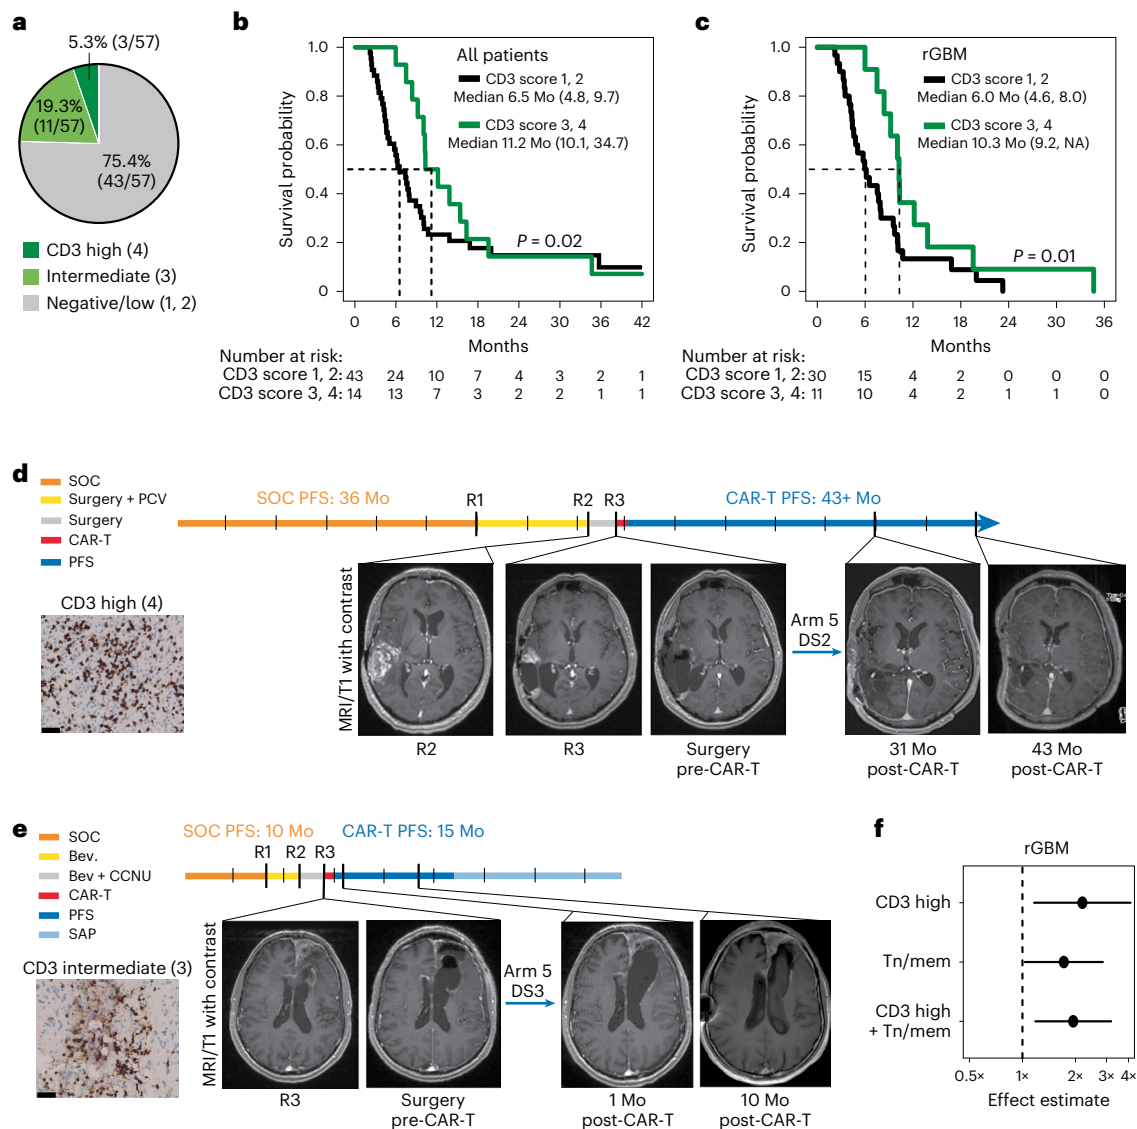 a
5.3% (3/57)
19.3%
(11/57)
75.4%
(43/57)
CD3 high (4)
Intermediate (3)
Negative/low (1, 2)
b
Survival probability
1.0
0.8
0.6
0.4
0.2
0
All patients
CD3 score 1, 2
Median 6.5 Mo (4.8, 9.7)
CD3 score 3, 4
Median 11.2 Mo (10.1, 34.7)
P = 0.02
0 6 12 18 24 30 36 42
Months
Number at risk:
CD3 score 1, 2: 43 24 10 7 4 3 2 1
CD3 score 3, 4: 14 13 7 3 2 2 1 1
c
Survival probability
1.0
0.8
0.6
0.4
0.2
0
rGBM
CD3 score 1, 2
Median 6.0 Mo (4.6, 8.0)
CD3 score 3, 4
Median 10.3 Mo (9.2, NA)
P = 0.01
0 6 12 18 24 30 36
Months
Number at risk:
CD3 score 1, 2: 30 15 4 2 0 0 0
CD3 score 3, 4: 11 10 4 2 1 1 0
d
SOC
Surgery + PCV
Surgery
CAR-T
PFS
SOC PFS: 36 Mo
R1
R2
R3
CAR-T PFS: 43+ Mo
CD3 high (4)
MRI/T1 with contrast
Arm 5
DS2
R2
R3
Surgery
pre-CAR-T
31 Mo
post-CAR-T
43 Mo
post-CAR-T
e
SOC
Bev.
Bev + CCNU
CAR-T
PFS
SAP
SOC PFS: 10 Mo
CAR-T PFS: 15 Mo
R1
R2
R3
CD3 intermediate (3)
MRI/T1 with contrast
Arm 5
DS3
R3
Surgery
pre-CAR-T
1 Mo
post-CAR-T
10 Mo
post-CAR-T
f
rGBM
CD3 high
Tn/mem
CD3 high
+ Tn/mem
0.5× 1× 2× 3× 4×
Effect estimate